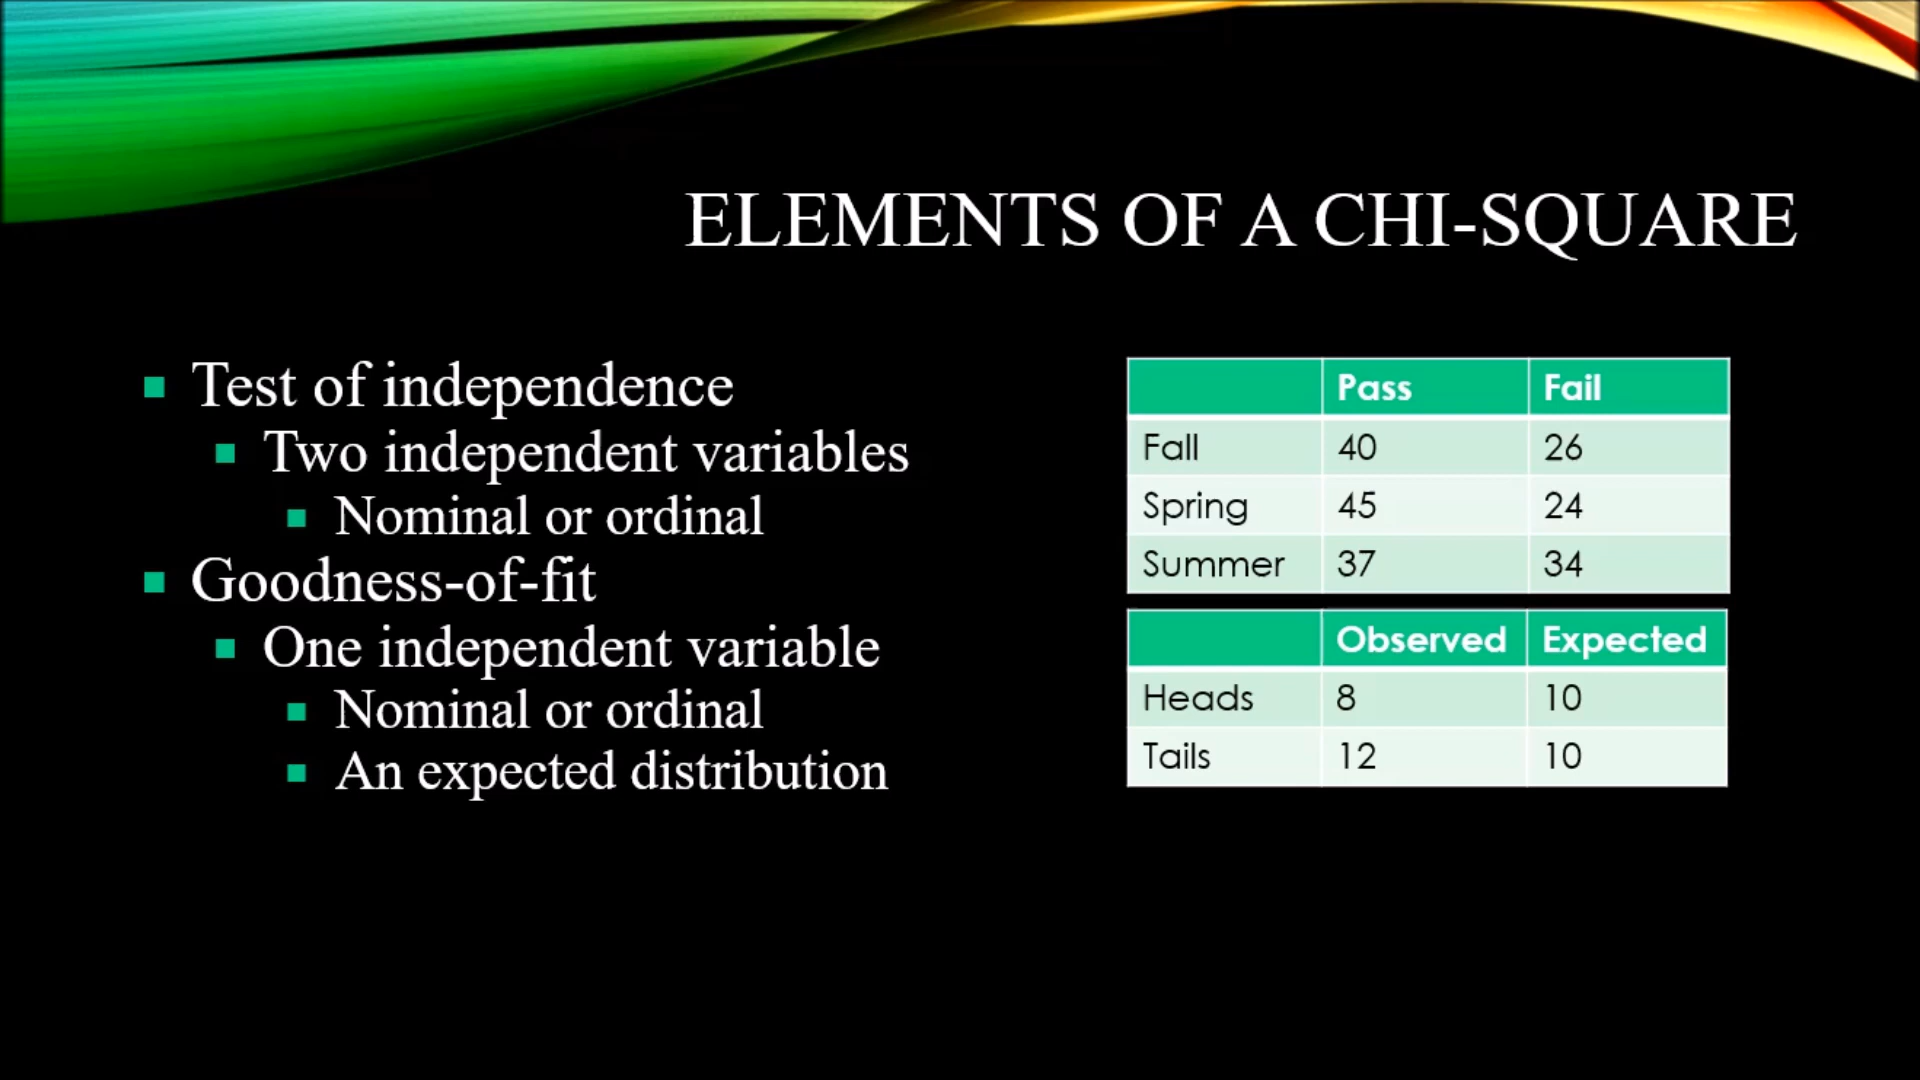 ELEMENTS OF A CHI-SQUARE
Test of independence
Two independent variables
Nominal or ordinal
Goodness-of-fit
One independent variable
Nominal or ordinal
An expected distribution
Pass Fail
Fall 40 26
Spring 45 24
Summer 37 34
Observed Expected
Heads 8 10
Tails 12 10